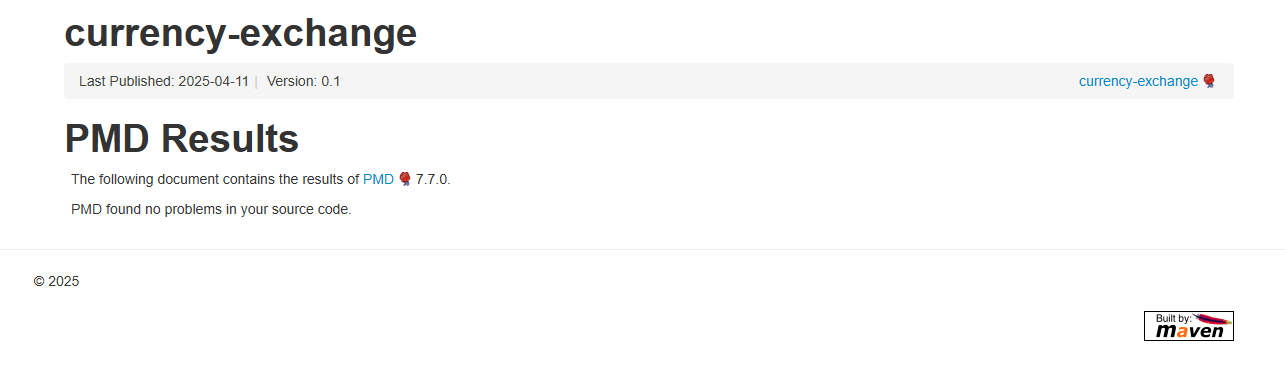 currency-exchange
Last Published: 2025-04-11 | Version: 0.1 currency-exchange
PMD Results
The following document contains the results of PMD 7.7.0.
PMD found no problems in your source code.
© 2025
Built by:
maven